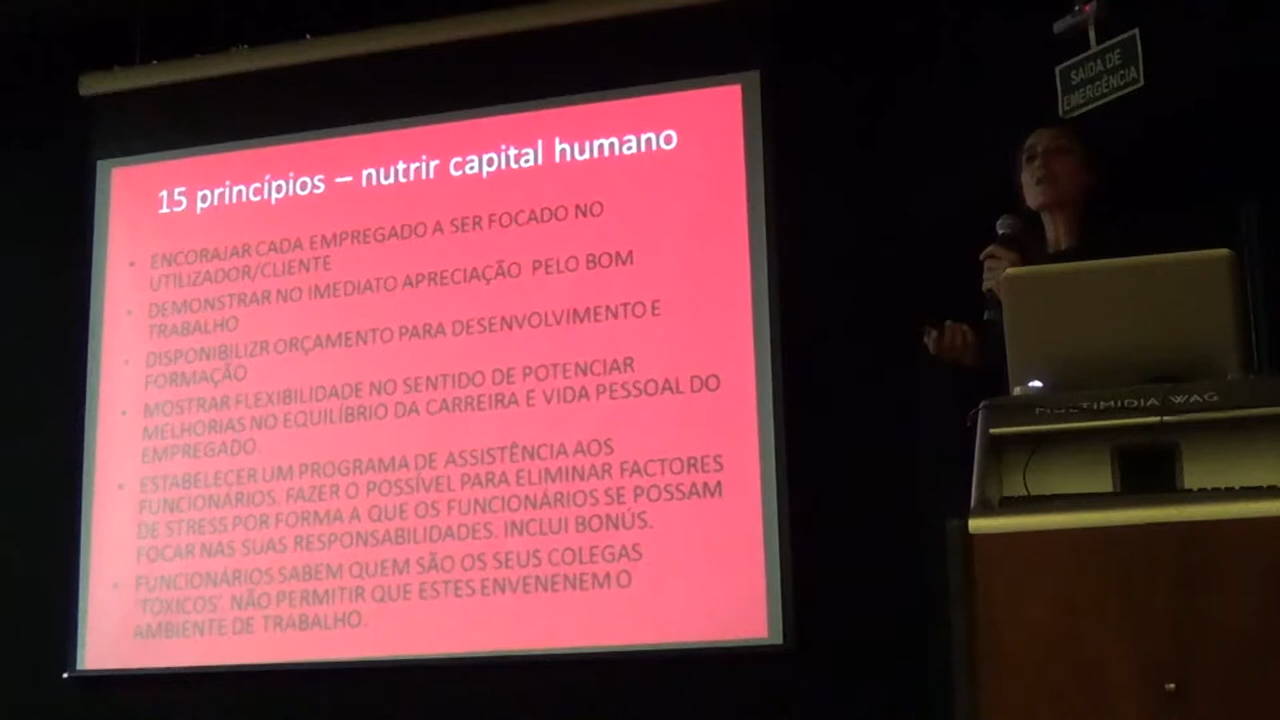 SAÍDA DE
EMERGÊNCIA
15 princípios – nutrir capital humano
• ENCORAJAR CADA EMPREGADO A SER FOCADO NO
UTILIZADOR/CLIENTE
• DEMONSTRAR NO IMEDIATO APRECIAÇÃO PELO BOM
TRABALHO
• DISPONIBILIZR ORÇAMENTO PARA DESENVOLVIMENTO E
FORMAÇÃO
• MOSTRAR FLEXIBILIDADE NO SENTIDO DE POTENCIAR
MELHORIAS NO EQUILÍBRIO DA CARREIRA E VIDA PESSOAL DO
EMPREGADO.
• ESTABELECER UM PROGRAMA DE ASSISTÊNCIA AOS
FUNCIONÁRIOS. FAZER O POSSÍVEL PARA ELIMINAR FACTORES
DE STRESS POR FORMA A QUE OS FUNCIONÁRIOS SE POSSAM
FOCAR NAS SUAS RESPONSABILIDADES. INCLUI BONÚS.
• FUNCIONÁRIOS SABEM QUEM SÃO OS SEUS COLEGAS
'TÓXICOS' NÃO PERMITIR QUE ESTES ENVENENEM O
AMBIENTE DE TRABALHO.
MULTIMIDIA WAG